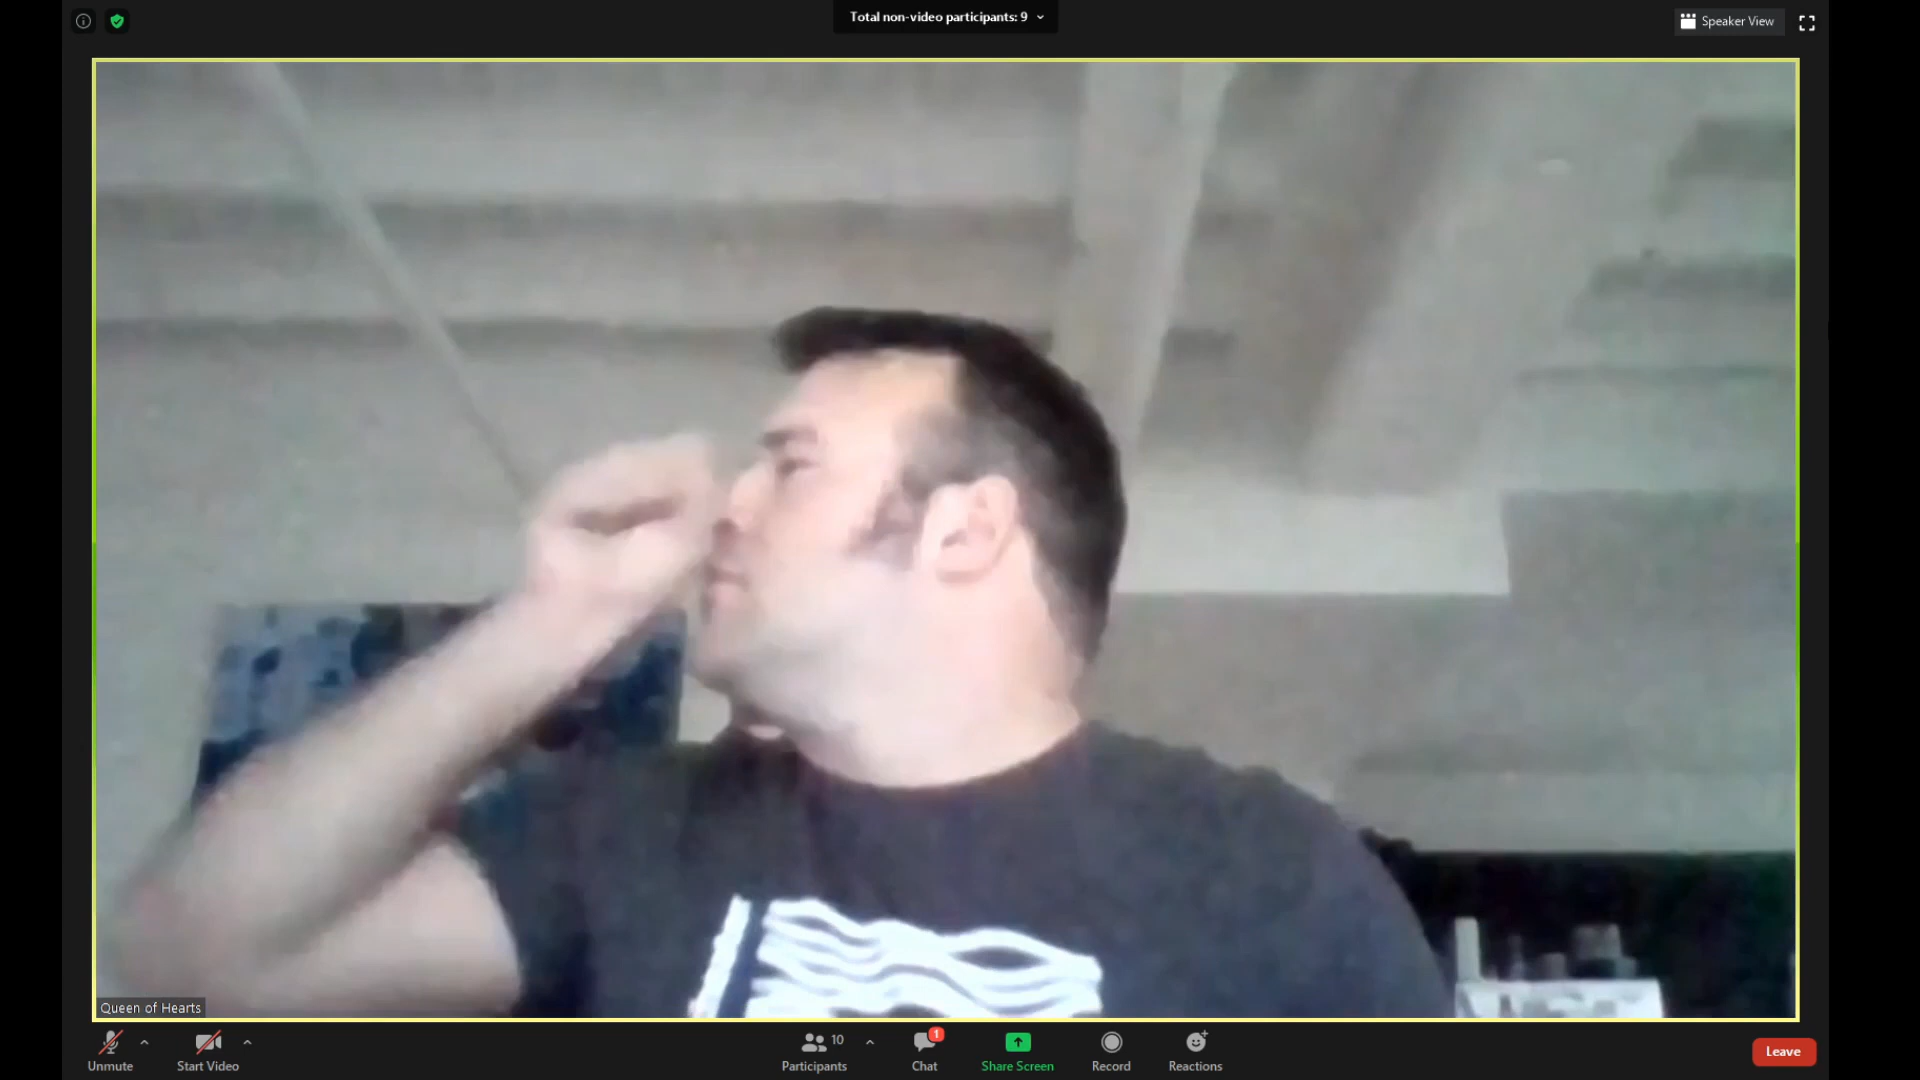 Total non-video participants: 9
Speaker View
Queen of Hearts
Unmute
Start Video
Participants
10
Chat
1
Share Screen
Record
Reactions
Leave